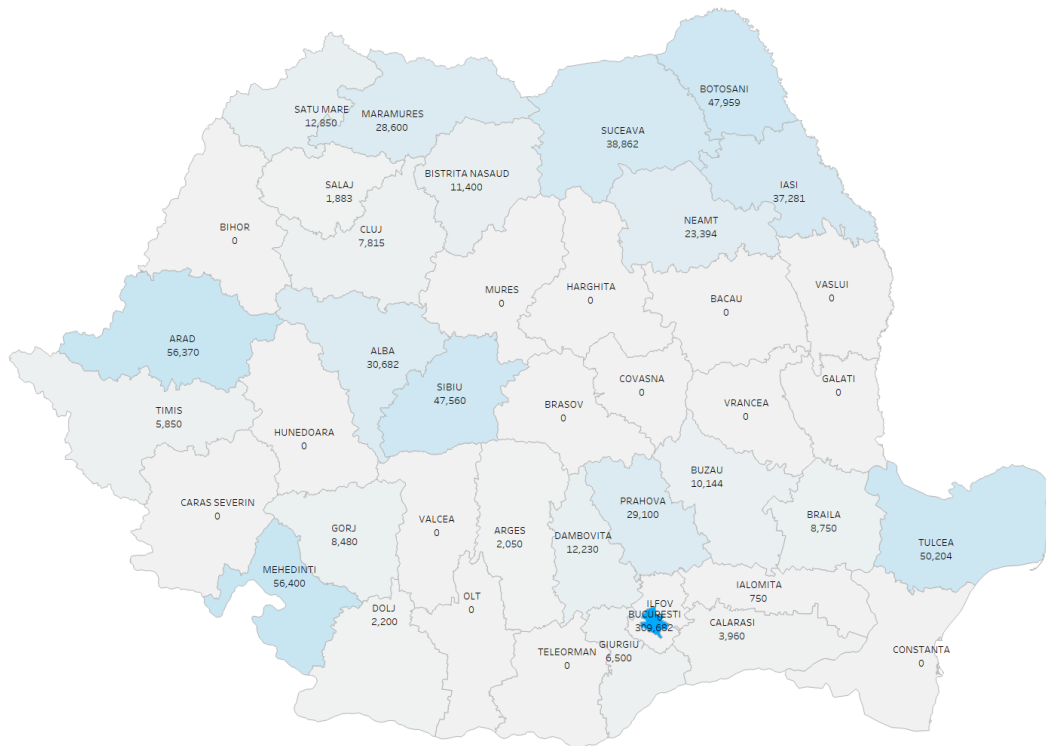 BOTOSANI
47,959
SATU MARE
12,850
MARAMURES
28,600
SUCEAVA
38,862
BISTRITA NASAUD
11,400
SALAJ
1,883
IASI
37,281
BIHOR
0
CLUJ
7,815
NEAMT
23,394
MURES
0
HARGHITA
0
BACAU
0
VASLUI
0
ARAD
56,370
ALBA
30,682
SIBIU
47,560
COVASNA
0
GALATI
0
BRASOV
0
VRANCEA
0
TIMIS
5,850
HUNEDOARA
0
BUZAU
10,144
CARAS SEVERIN
0
PRAHOVA
29,100
BRAILA
8,750
GORJ
8,480
VALCEA
0
ARGES
2,050
DAMBOVITA
12,230
TULCEA
50,204
MEHEDINTI
56,400
IALOMITA
750
OLT
0
ILFOV
DOLJ
2,200
BUCURESTI
309,682
CALARASI
3,960
GIURGIU
6,500
TELEORMAN
0
CONSTANTA
0